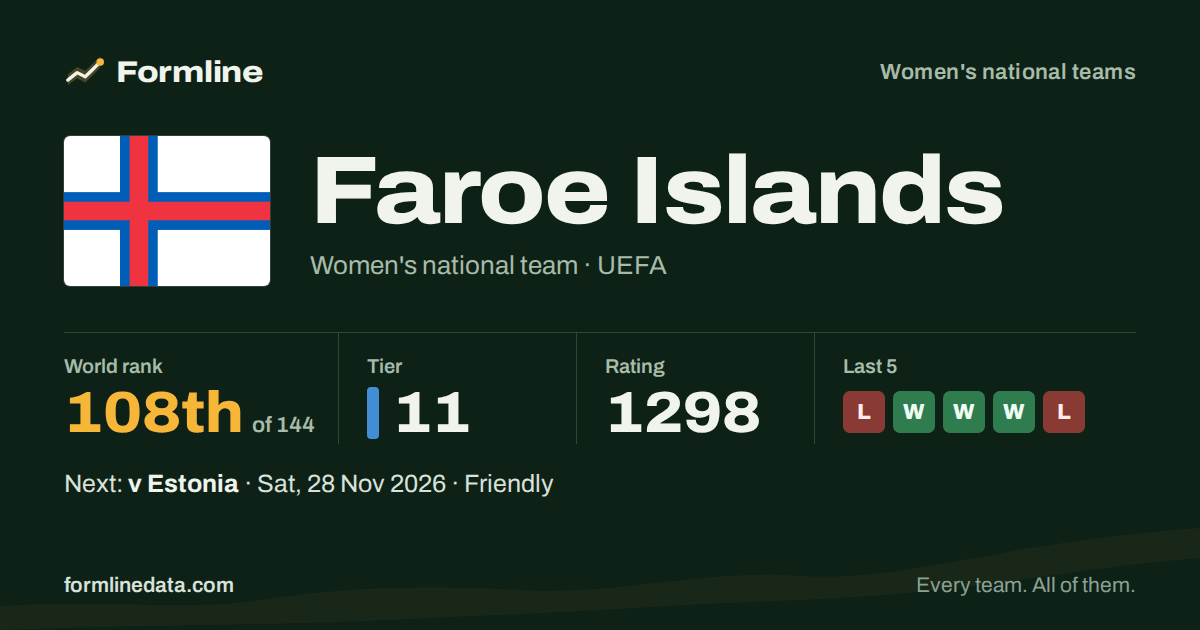 Formline
Women's national teams
Faroe Islands
Women's national team · UEFA
World rank
108th of 144
Tier
11
Rating
1298
Last 5
L W W W L
Next: v Estonia · Sat, 28 Nov 2026 · Friendly
formlinedata.com
Every team. All of them.